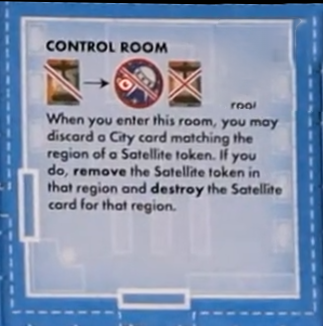 CONTROL ROOM
When you enter this room, you may
discard a City card matching the
region of a Satellite token. If you
do, remove the Satellite token in
that region and destroy the Satellite
card for that region.